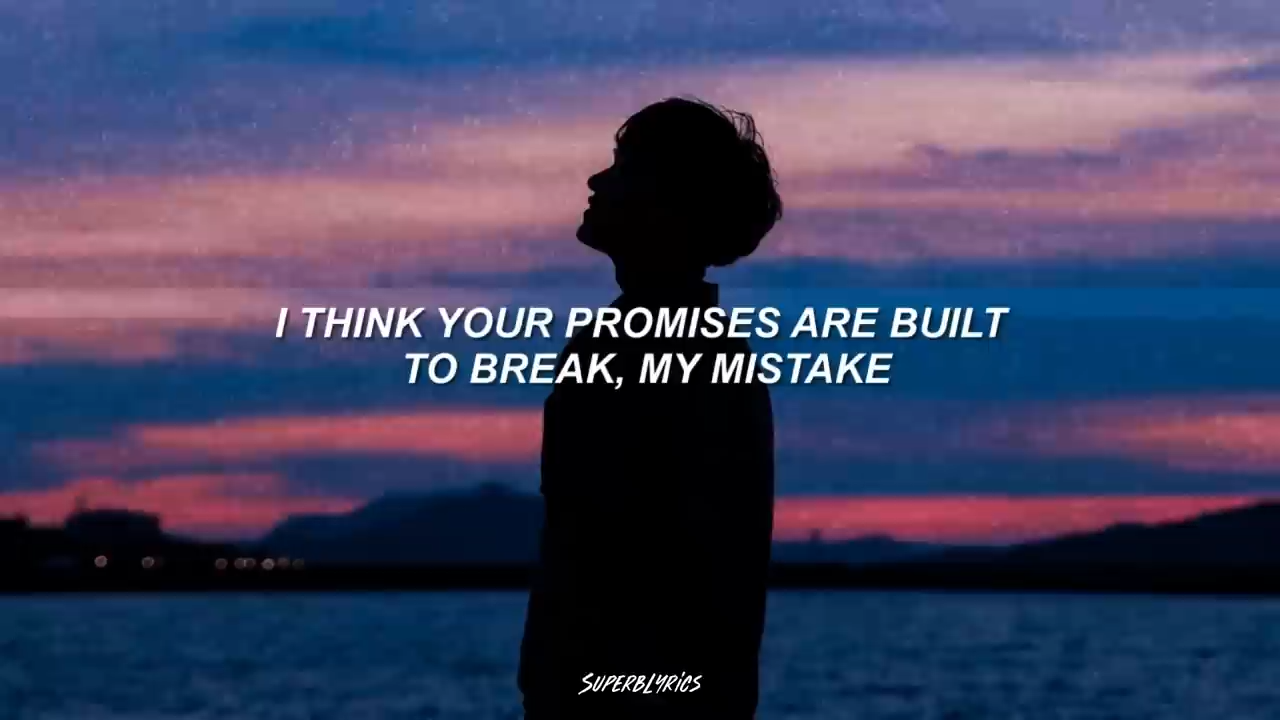 I THINK YOUR PROMISES ARE BUILT
TO BREAK, MY MISTAKE
SUPERBLYRICS